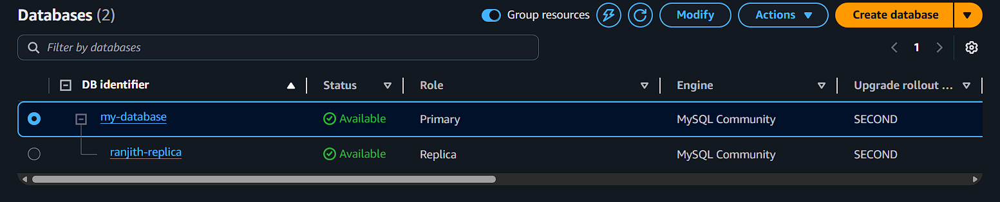 Databases (2) Group resources Modify Actions Create database
Filter by databases 1
DB identifier Status Role Engine Upgrade rollout ...
my-database Available Primary MySQL Community SECOND
ranjith-replica Available Replica MySQL Community SECOND